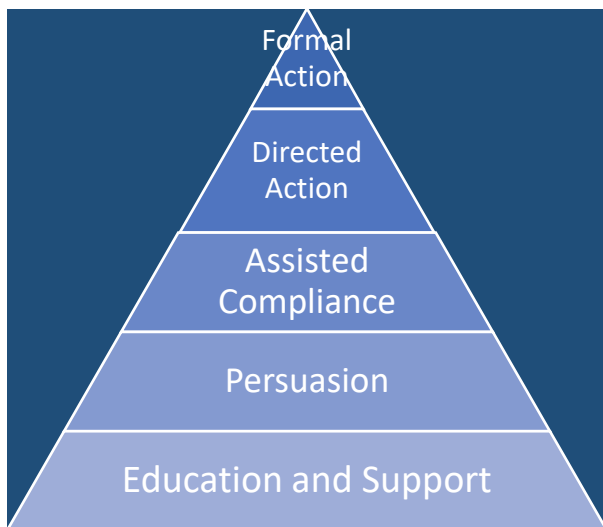 Formal
Action
Directed
Action
Assisted
Compliance
Persuasion
Education and Support